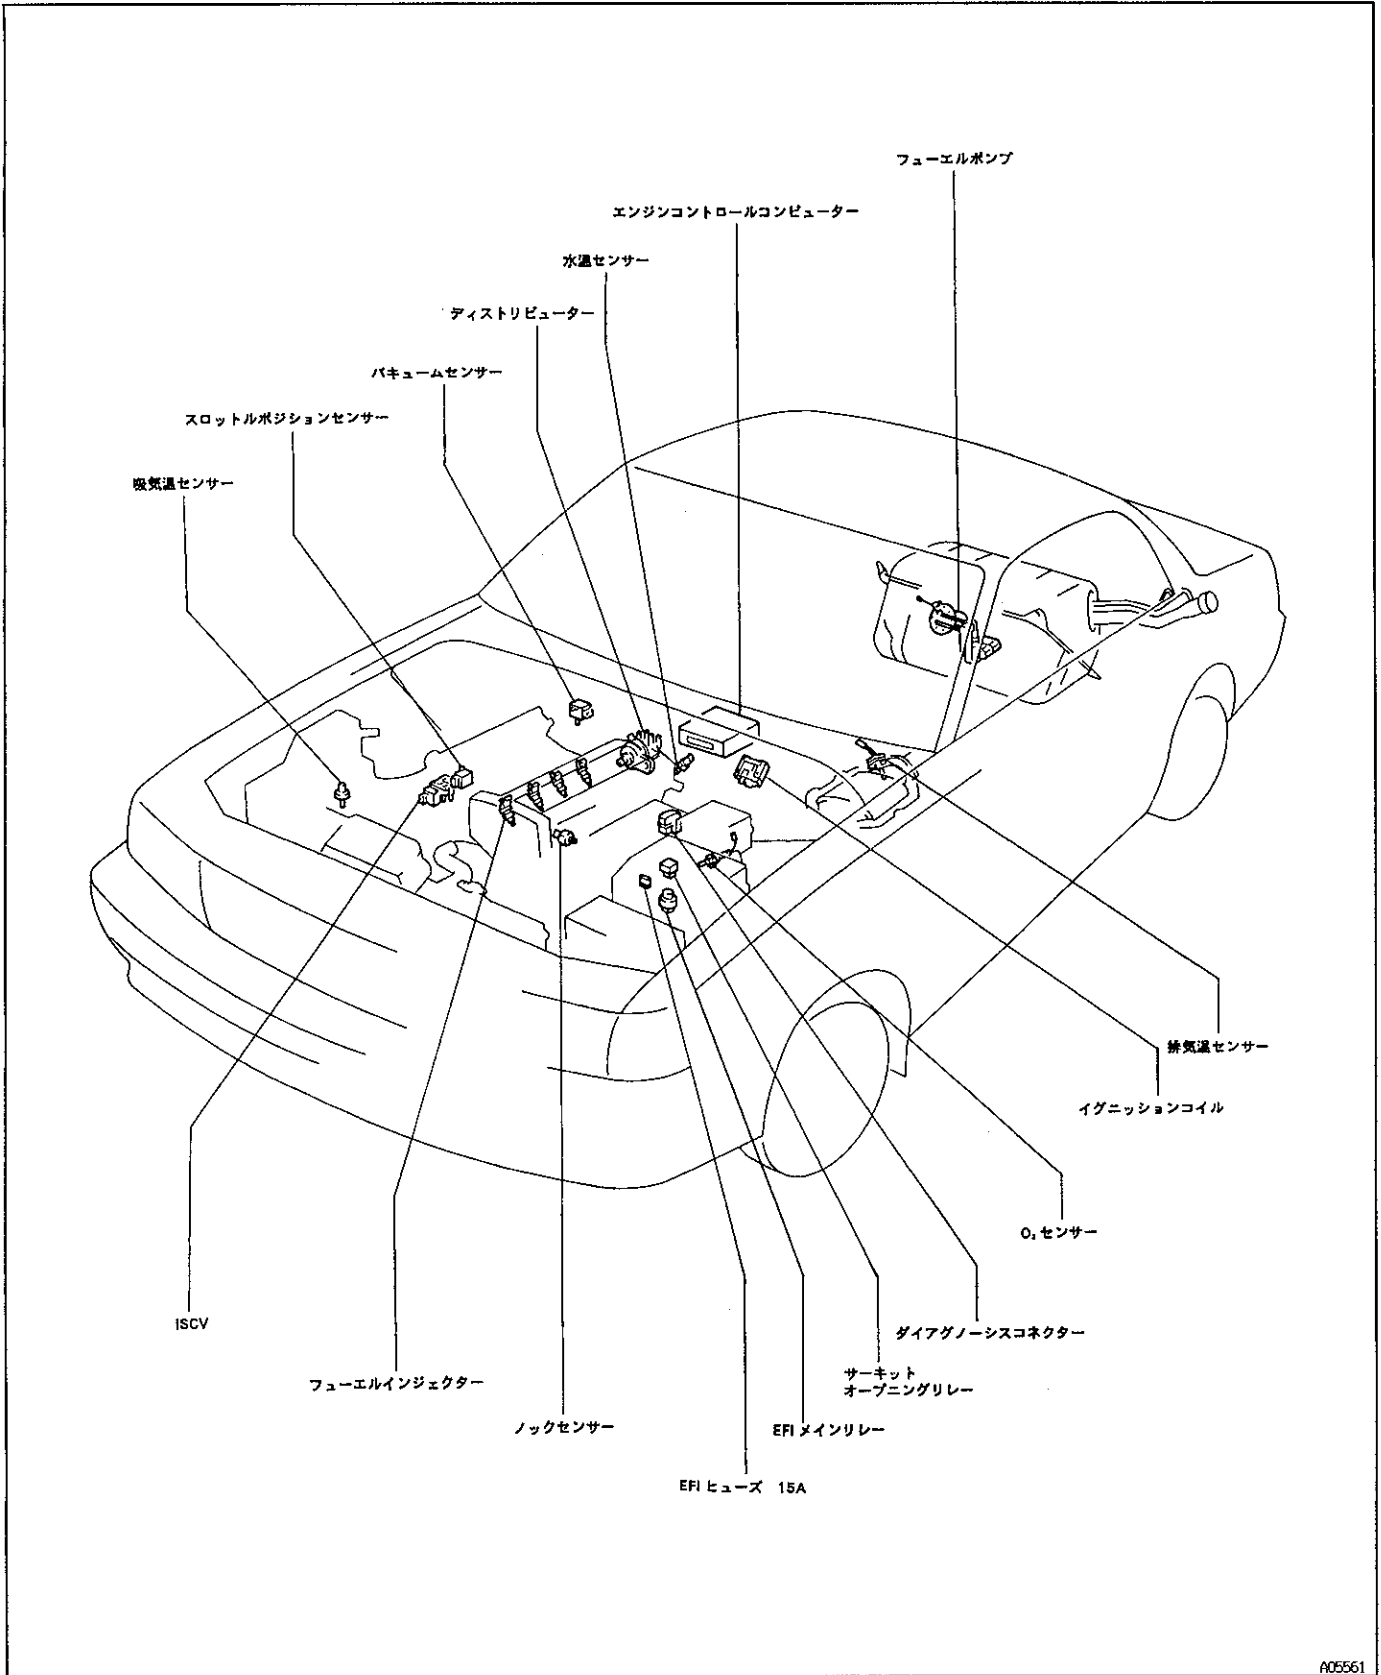 フューエルポンプ
エンジンコントロールコンピューター
水温センサー
ディストリビューター
バキュームセンサー
スロットルポジションセンサー
吸気温センサー
排気温センサー
イグニッションコイル
O₂センサー
ISCV
ダイアグノーシスコネクター
サーキット
オープニングリレー
フューエルインジェクター
ノックセンサー
EFIメインリレー
EFIヒューズ 15A
A05561